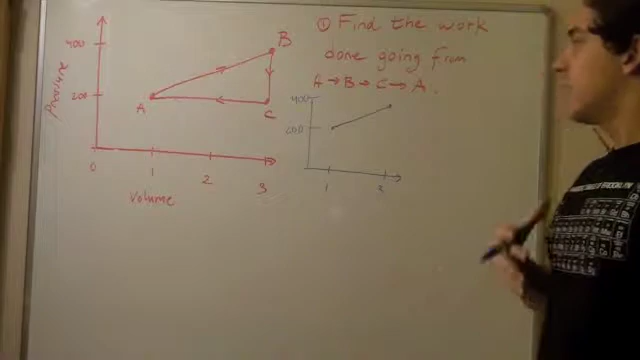 ① Find the work
done going from
A → B → C → A.
Pressure
400
200
B
A
C
0
1
2
3
Volume
400
200
1
2